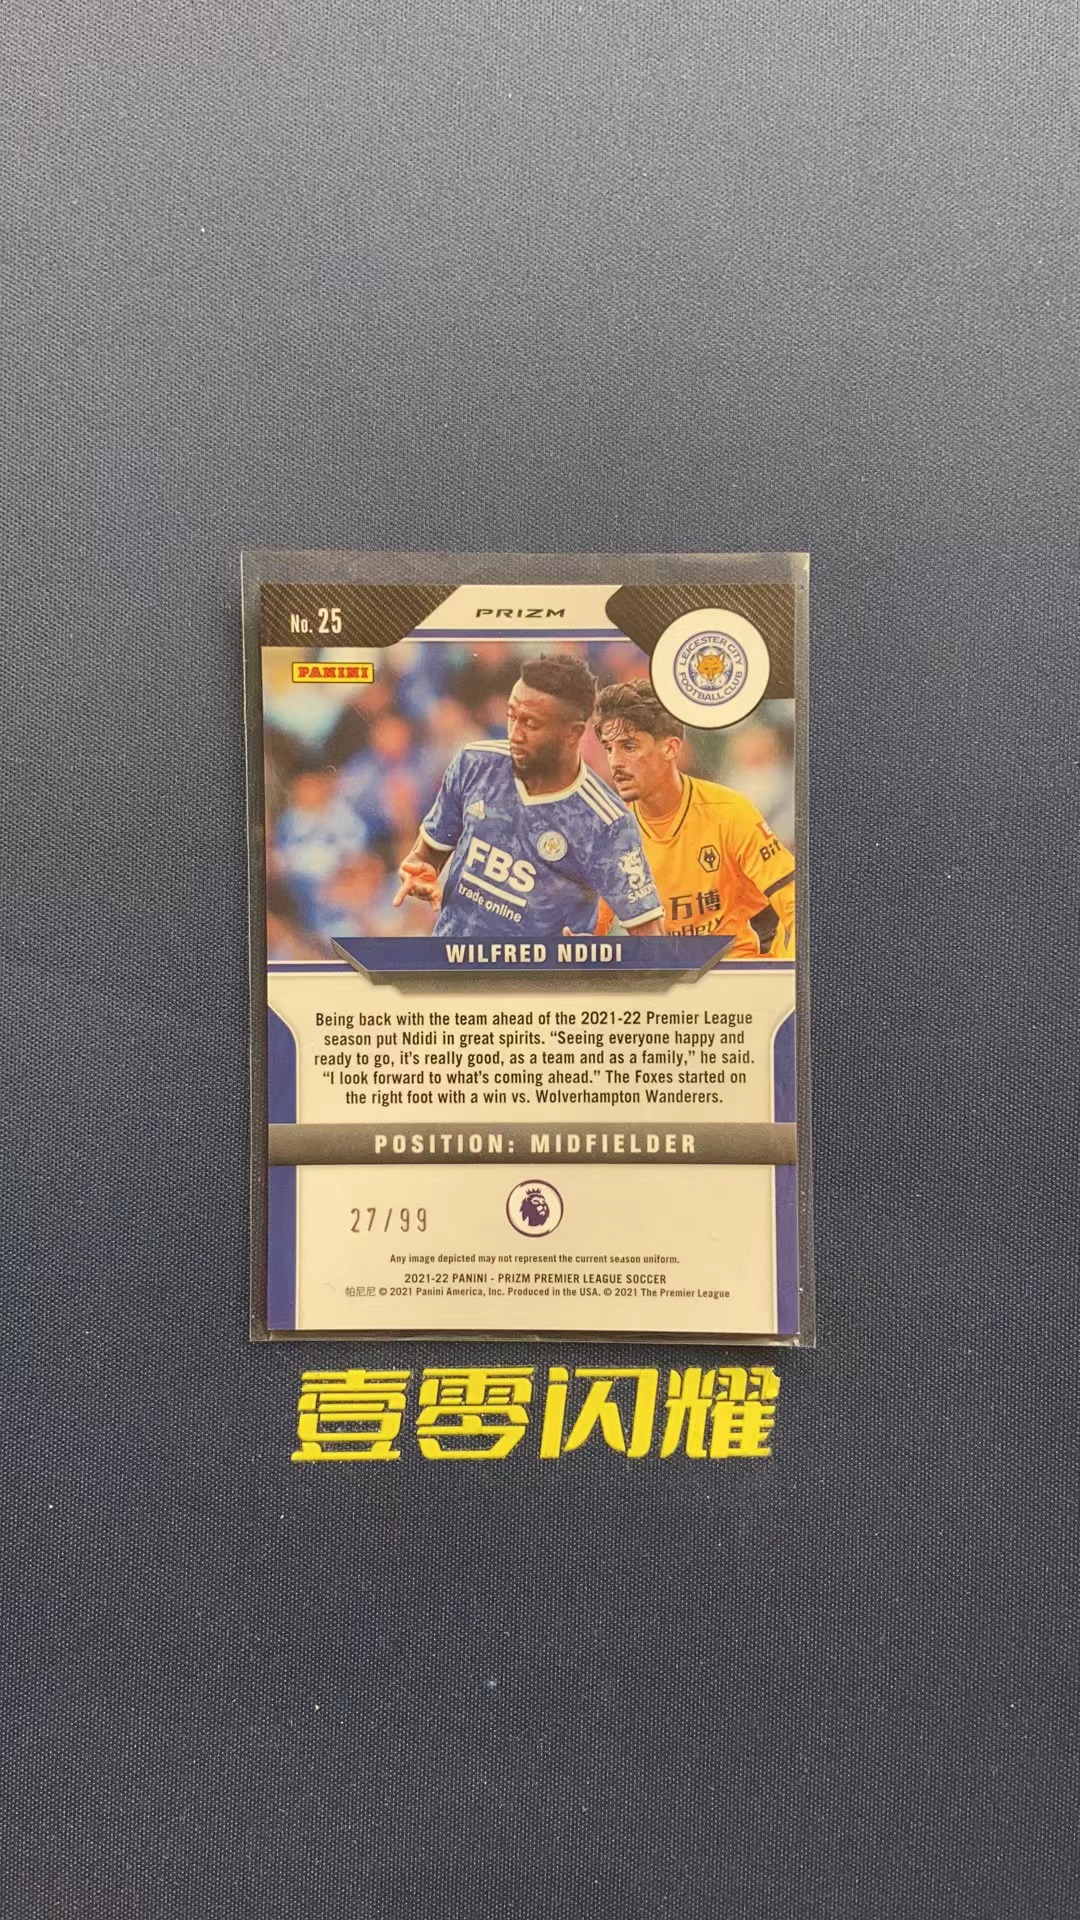 No. 25
PRIZM
PANINI
LEICESTER CITY
FOOTBALL CLUB
FBS
trade online
万博
WILFRED NDIDI
Being back with the team ahead of the 2021-22 Premier League
season put Ndidi in great spirits. “Seeing everyone happy and
ready to go, it’s really good, as a team and as a family,” he said.
“I look forward to what’s coming ahead.” The Foxes started on
the right foot with a win vs. Wolverhampton Wanderers.
POSITION: MIDFIELDER
27/99
Any image depicted may not represent the current season uniform.
2021-22 PANINI - PRIZM PREMIER LEAGUE SOCCER
帕尼尼 © 2021 Panini America, Inc. Produced in the USA. © 2021 The Premier League
壹零闪耀